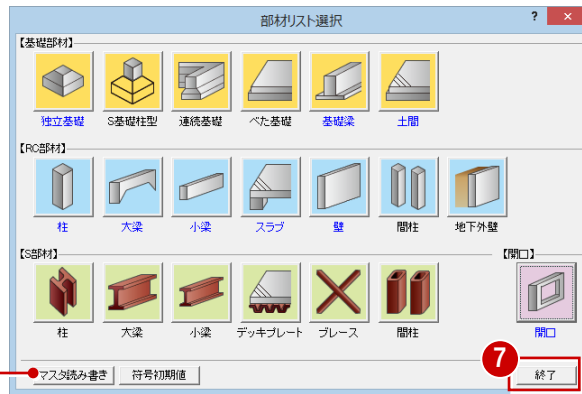 部材リスト選択
? ×
【基礎部材】
独立基礎 S基礎柱型 連続基礎 べた基礎 基礎梁 土間
【RC部材】
柱 大梁 小梁 スラブ 壁 間柱 地下外壁
【S部材】
【開口】
柱 大梁 小梁 デッキプレート ブレース 間柱 開口
7
マスタ読み書き 符号初期値 終了